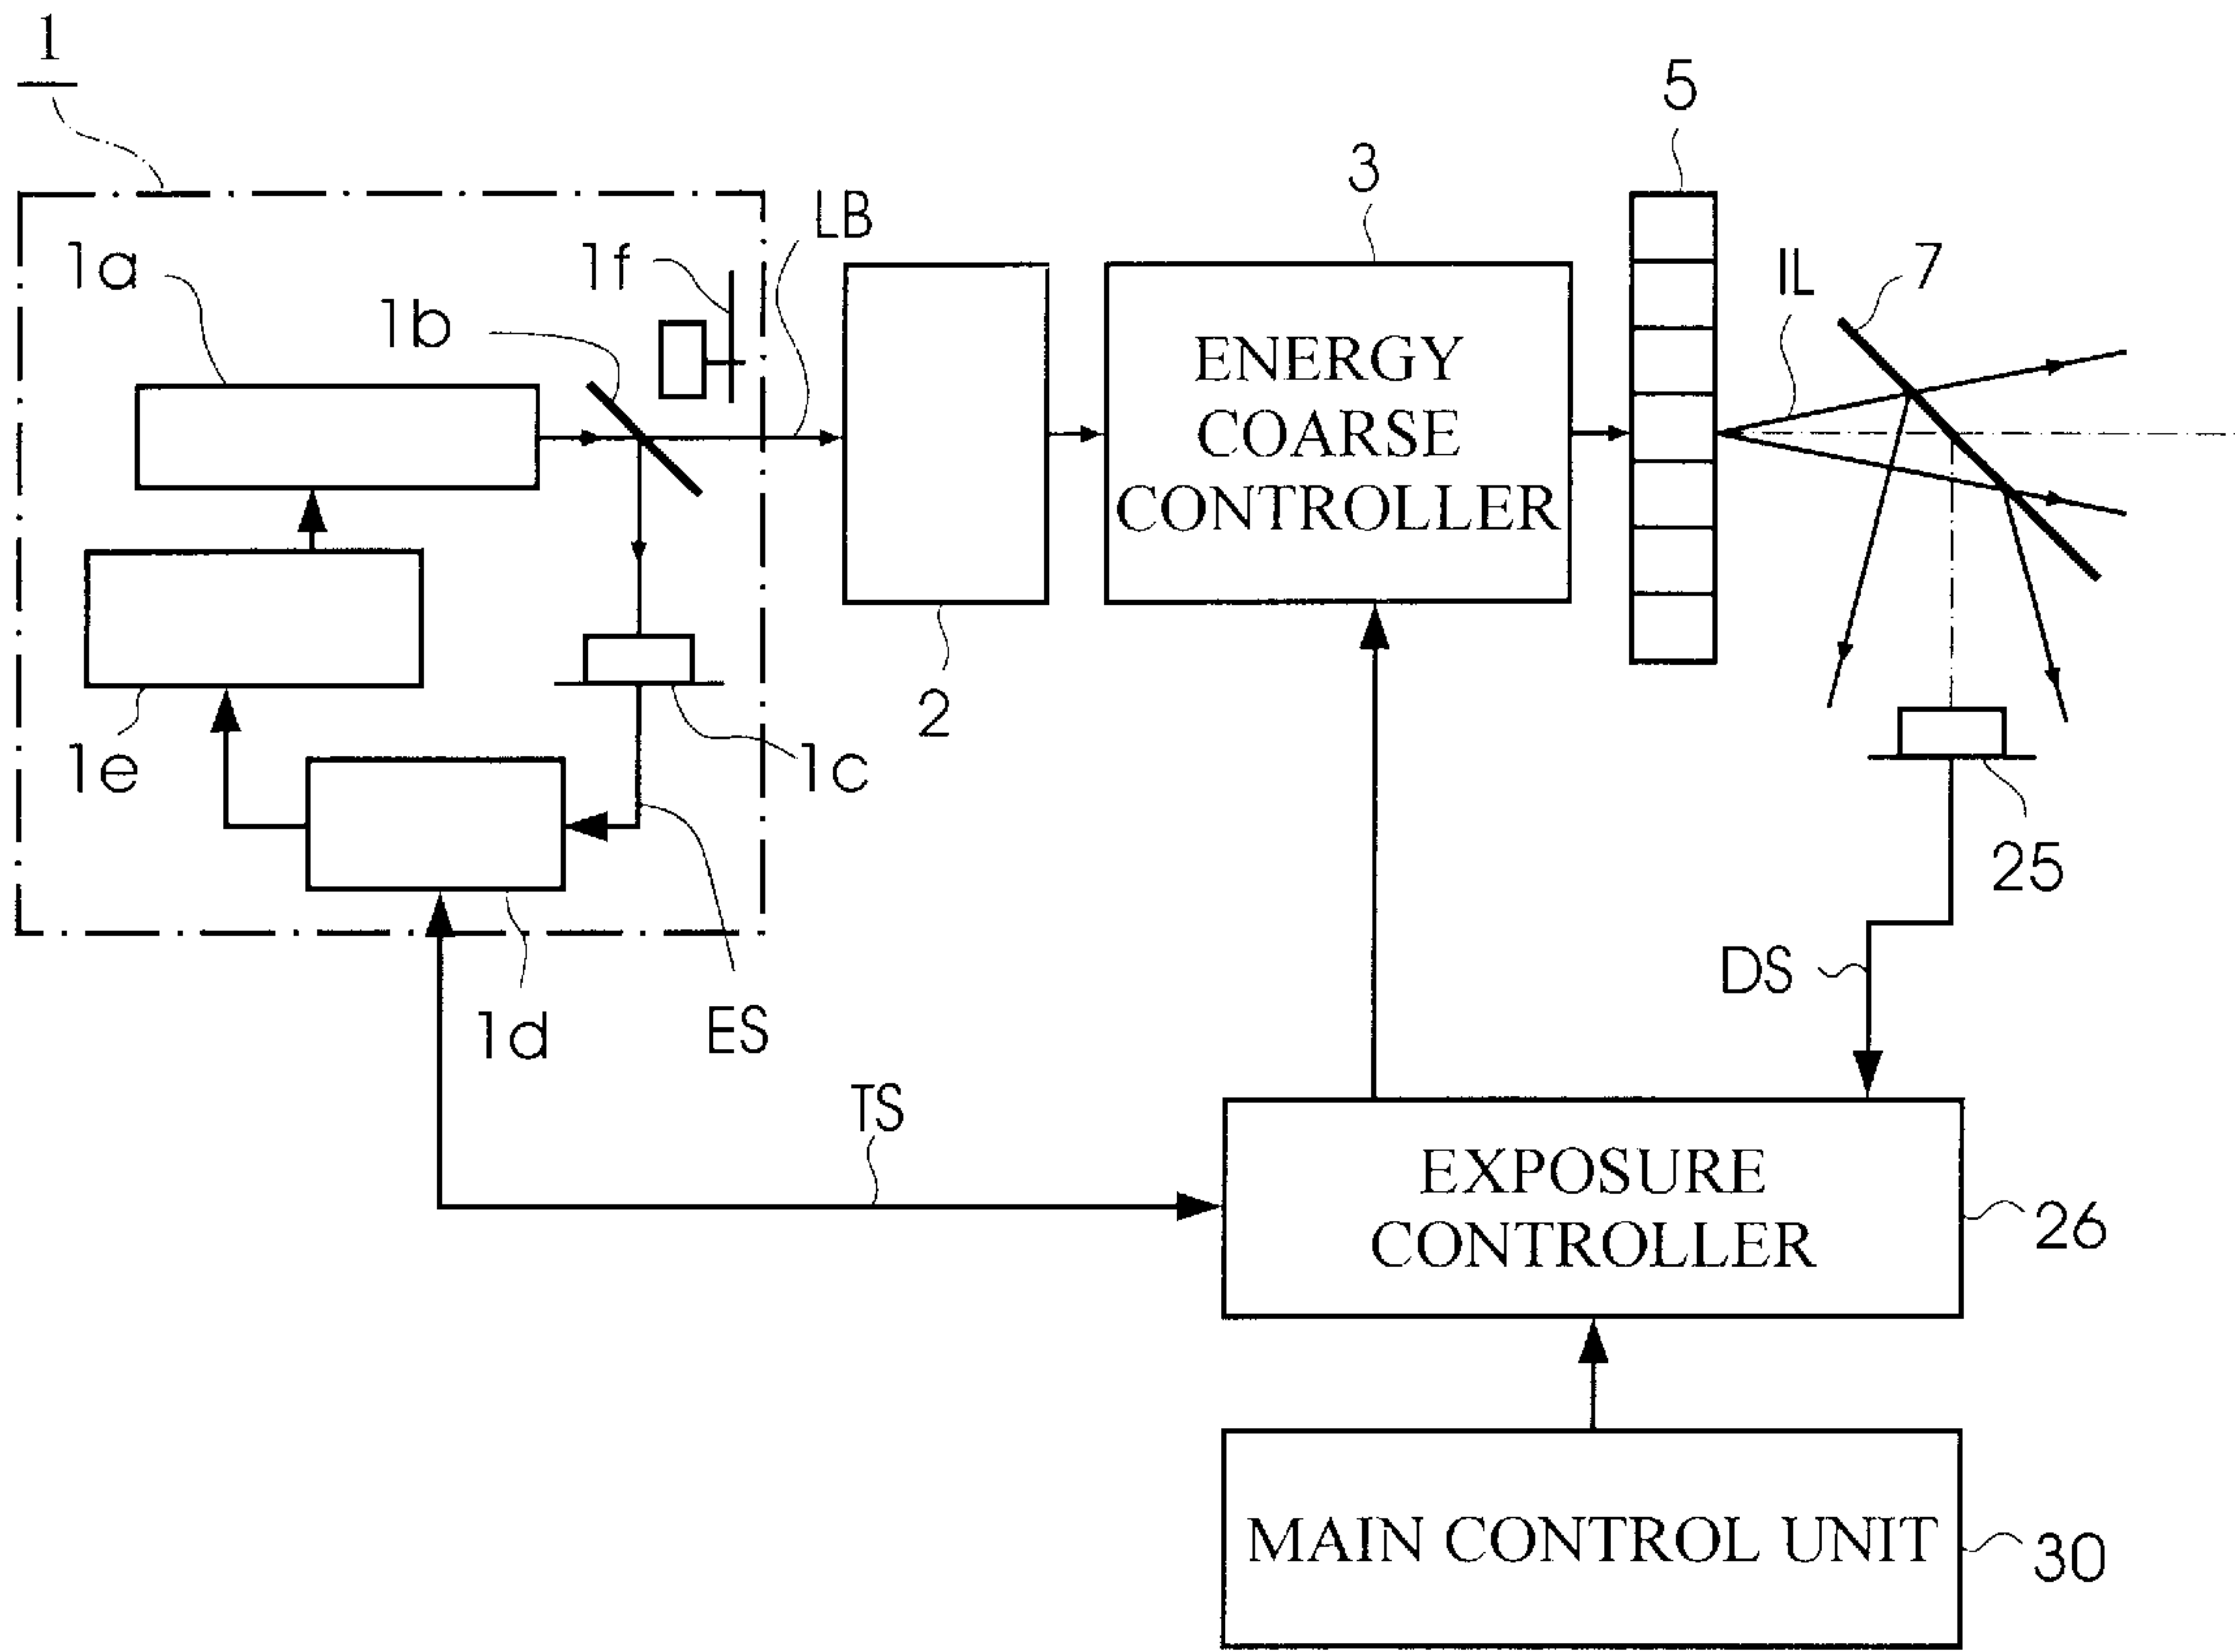 1
5
3
LB
1a
1f
1b
IL
7
ENERGY
COARSE
CONTROLLER
2
1e
1c
25
DS
1d
ES
TS
EXPOSURE
CONTROLLER
26
MAIN CONTROL UNIT
30